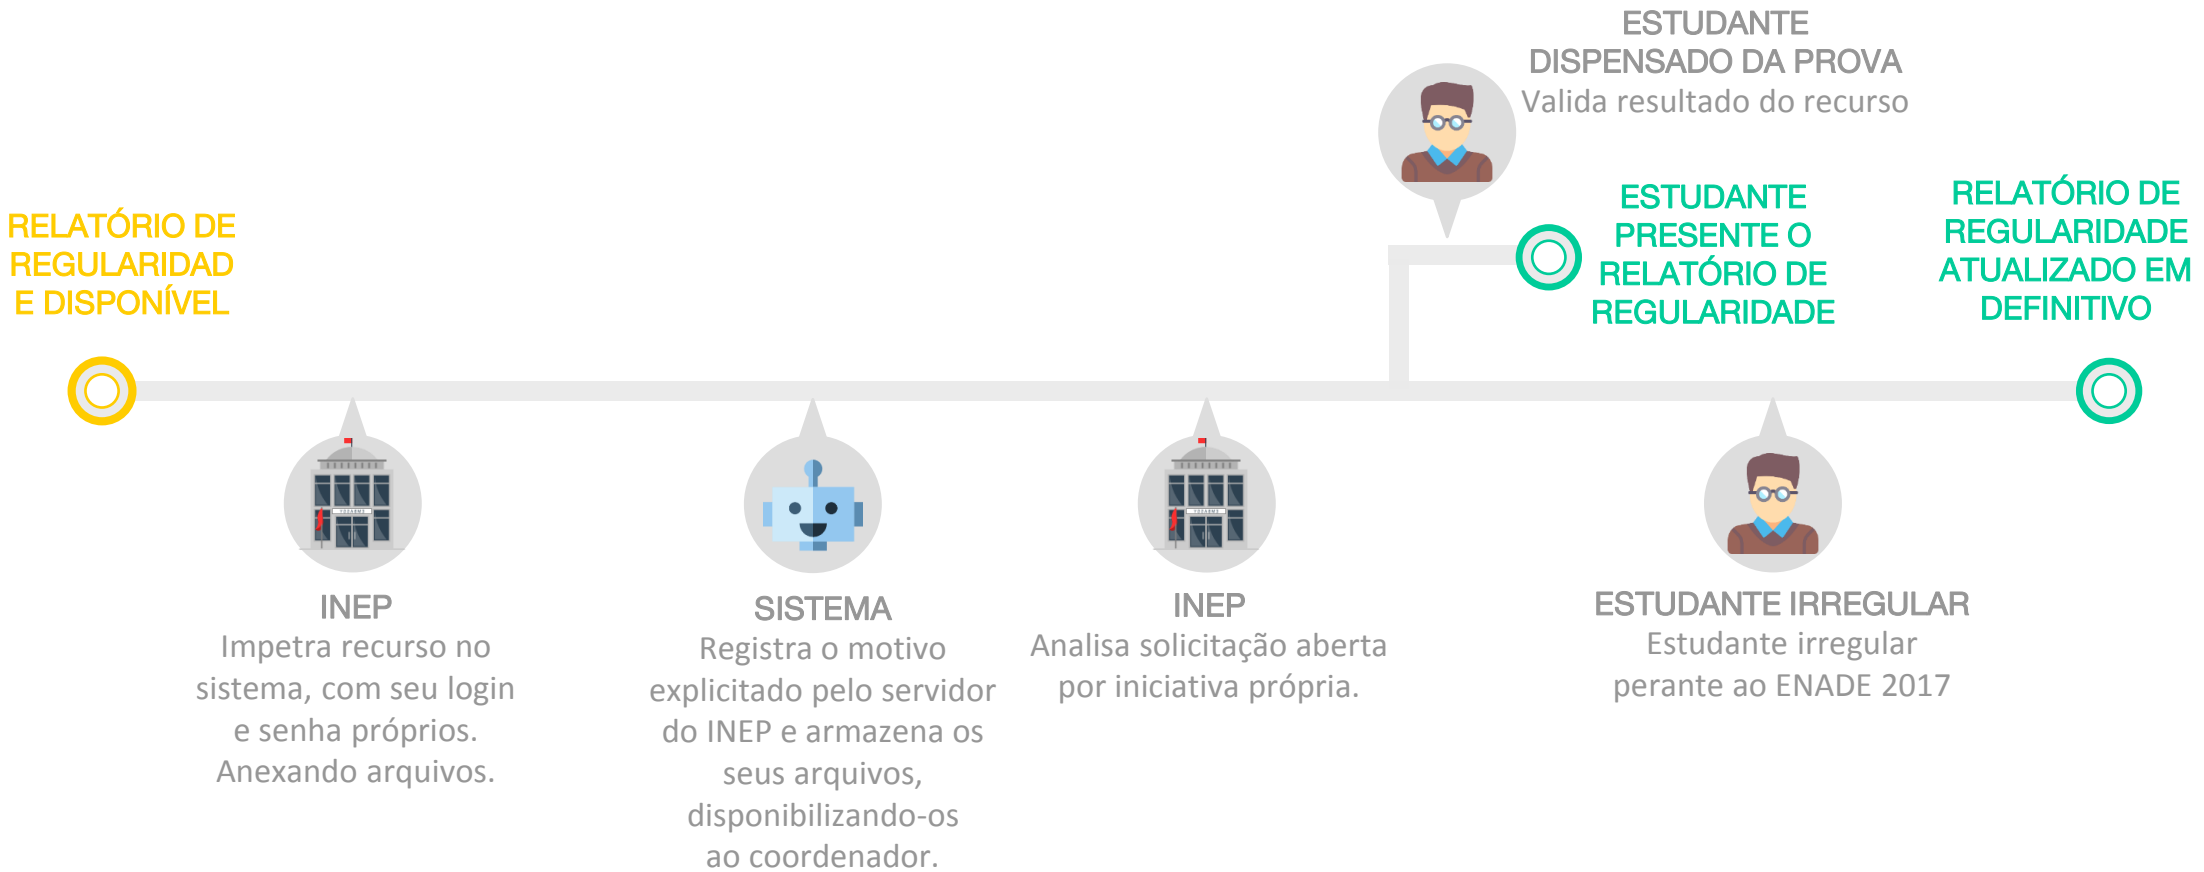 RELATÓRIO DE
REGULARIDAD
E DISPONÍVEL
INEP
Impetra recurso no
sistema, com seu login
e senha próprios.
Anexando arquivos.
SISTEMA
Registra o motivo
explicitado pelo servidor
do INEP e armazena os
seus arquivos,
disponibilizando-os
ao coordenador.
INEP
Analisa solicitação aberta
por iniciativa própria.
ESTUDANTE
DISPENSADO DA PROVA
Valida resultado do recurso
ESTUDANTE
PRESENTE O
RELATÓRIO DE
REGULARIDADE
ESTUDANTE IRREGULAR
Estudante irregular
perante ao ENADE 2017
RELATÓRIO DE
REGULARIDADE
ATUALIZADO EM
DEFINITIVO